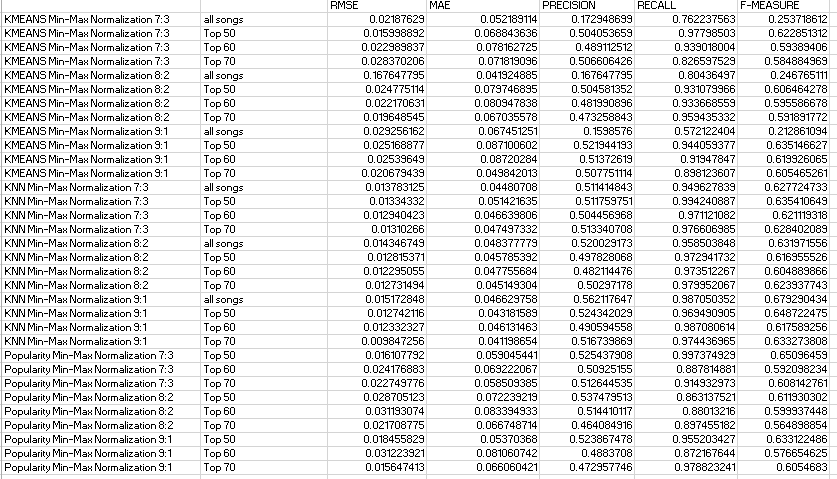 RMSE MAE PRECISION RECALL F-MEASURE
KMEANS Min-Max Normalization 7:3 all songs 0.02187629 0.052189114 0.172948699 0.762237563 0.253718612
KMEANS Min-Max Normalization 7:3 Top 50 0.015998892 0.068843636 0.504053659 0.97798503 0.622851312
KMEANS Min-Max Normalization 7:3 Top 60 0.022989837 0.078162725 0.489112512 0.939018004 0.59389406
KMEANS Min-Max Normalization 7:3 Top 70 0.028370206 0.071819096 0.506606426 0.826597529 0.584884969
KMEANS Min-Max Normalization 8:2 all songs 0.167647795 0.041924885 0.167647795 0.80436497 0.246765111
KMEANS Min-Max Normalization 8:2 Top 50 0.024775114 0.079746895 0.504581352 0.931079966 0.606464278
KMEANS Min-Max Normalization 8:2 Top 60 0.022170631 0.080947838 0.481990896 0.933668559 0.595586678
KMEANS Min-Max Normalization 8:2 Top 70 0.019648545 0.067035578 0.473258843 0.959435332 0.591891772
KMEANS Min-Max Normalization 9:1 all songs 0.029256162 0.067451251 0.1598576 0.572122404 0.212861094
KMEANS Min-Max Normalization 9:1 Top 50 0.025168877 0.087100602 0.521944193 0.944059377 0.635146627
KMEANS Min-Max Normalization 9:1 Top 60 0.02539649 0.08720284 0.51372619 0.91947847 0.619926065
KMEANS Min-Max Normalization 9:1 Top 70 0.020679439 0.049842013 0.507751114 0.898123607 0.605465261
KNN Min-Max Normalization 7:3 all songs 0.013783125 0.04480708 0.511414843 0.949627839 0.627724733
KNN Min-Max Normalization 7:3 Top 50 0.01334332 0.051421635 0.511759751 0.994240887 0.635410649
KNN Min-Max Normalization 7:3 Top 60 0.012940423 0.046639806 0.504456968 0.971121082 0.621119318
KNN Min-Max Normalization 7:3 Top 70 0.01310266 0.047497332 0.513340708 0.976606985 0.628402089
KNN Min-Max Normalization 8:2 all songs 0.014346749 0.048377779 0.520029173 0.958503848 0.631971556
KNN Min-Max Normalization 8:2 Top 50 0.012815371 0.045785392 0.497828068 0.972941732 0.616955526
KNN Min-Max Normalization 8:2 Top 60 0.012295055 0.047755684 0.482114476 0.973512267 0.604889866
KNN Min-Max Normalization 8:2 Top 70 0.012731494 0.045149304 0.50297178 0.979952067 0.623937743
KNN Min-Max Normalization 9:1 all songs 0.015172848 0.046629758 0.562117647 0.987050352 0.679290434
KNN Min-Max Normalization 9:1 Top 50 0.012742116 0.043181589 0.524342029 0.969490905 0.648722475
KNN Min-Max Normalization 9:1 Top 60 0.012332327 0.046131463 0.490594558 0.987080614 0.617589256
KNN Min-Max Normalization 9:1 Top 70 0.009847256 0.041198654 0.516739869 0.974436965 0.633273808
Popularity Min-Max Normalization 7:3 Top 50 0.016107792 0.059045441 0.525437908 0.997374929 0.65096459
Popularity Min-Max Normalization 7:3 Top 60 0.024176883 0.069222067 0.50925155 0.887814881 0.592098234
Popularity Min-Max Normalization 7:3 Top 70 0.022749776 0.058509385 0.512644535 0.914932973 0.608142761
Popularity Min-Max Normalization 8:2 Top 50 0.028705123 0.072239219 0.537479513 0.863137521 0.611930302
Popularity Min-Max Normalization 8:2 Top 60 0.031193074 0.083394933 0.514410117 0.88013216 0.599937448
Popularity Min-Max Normalization 8:2 Top 70 0.021708775 0.066748714 0.464084916 0.897455182 0.564898854
Popularity Min-Max Normalization 9:1 Top 50 0.018455829 0.05370368 0.523867478 0.955203427 0.633122486
Popularity Min-Max Normalization 9:1 Top 60 0.031223921 0.081060742 0.4883708 0.872167644 0.576654625
Popularity Min-Max Normalization 9:1 Top 70 0.015647413 0.066060421 0.472957746 0.978823241 0.6054683